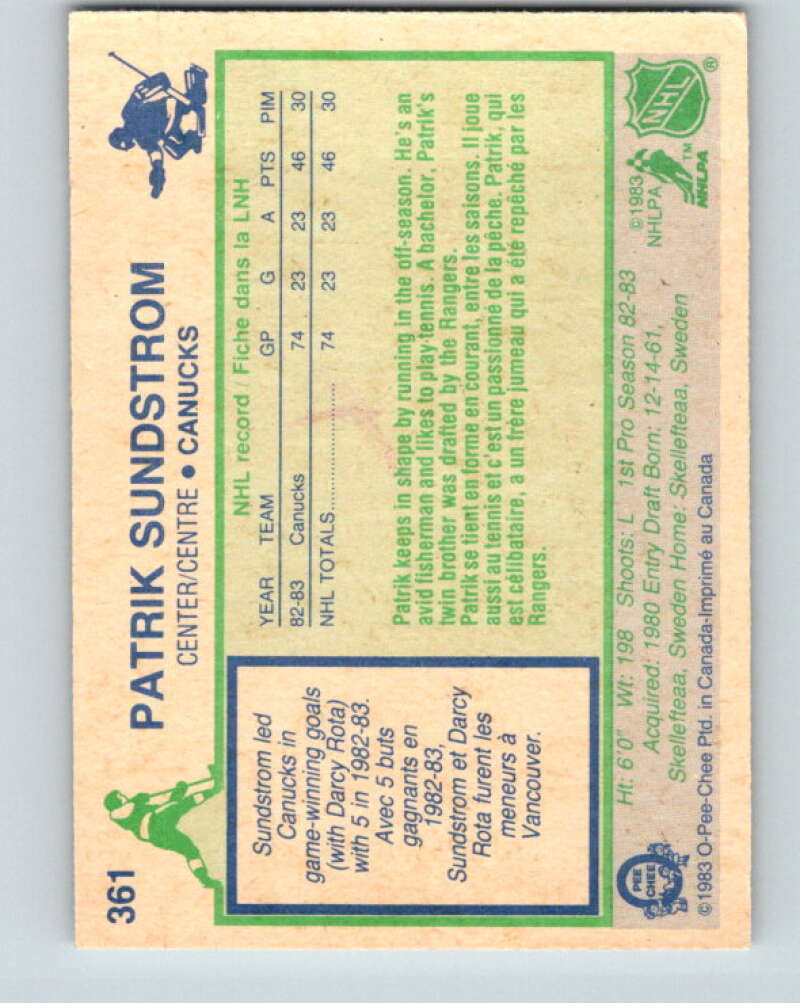 361
PATRIK SUNDSTROM
CENTER/CENTRE • CANUCKS
Sundstrom led
Canucks in
game-winning goals
(with Darcy Rota)
with 5 in 1982-83.
Avec 5 buts
gagnants en
1982-83,
Sundstrom et Darcy
Rota furent les
meneurs à
Vancouver.
NHL record / Fiche dans la LNH
YEAR TEAM GP G A PTS PIM
82-83 Canucks 74 23 23 46 30
NHL TOTALS 74 23 23 46 30
Patrik keeps in shape by running in the off-season. He's an
avid fisherman and likes to play tennis. A bachelor, Patrik's
twin brother was drafted by the Rangers.
Patrik se tient en forme en courant, entre les saisons. Il joue
aussi au tennis et c'est un passionné de la pêche. Patrik, qui
est célibataire, a un frère jumeau qui a été repêché par les
Rangers.
Ht: 6'0" Wt: 198 Shoots: L 1st Pro Season 82-83
Acquired: 1980 Entry Draft Born: 12-14-61,
Skellefteaa, Sweden Home: Skellefteaa, Sweden
©1983
NHLPA
NHLPA
TM
NHL
®
O
PEE
CHEE
©1983 O-Pee-Chee Ptd. in Canada-Imprimé au Canada